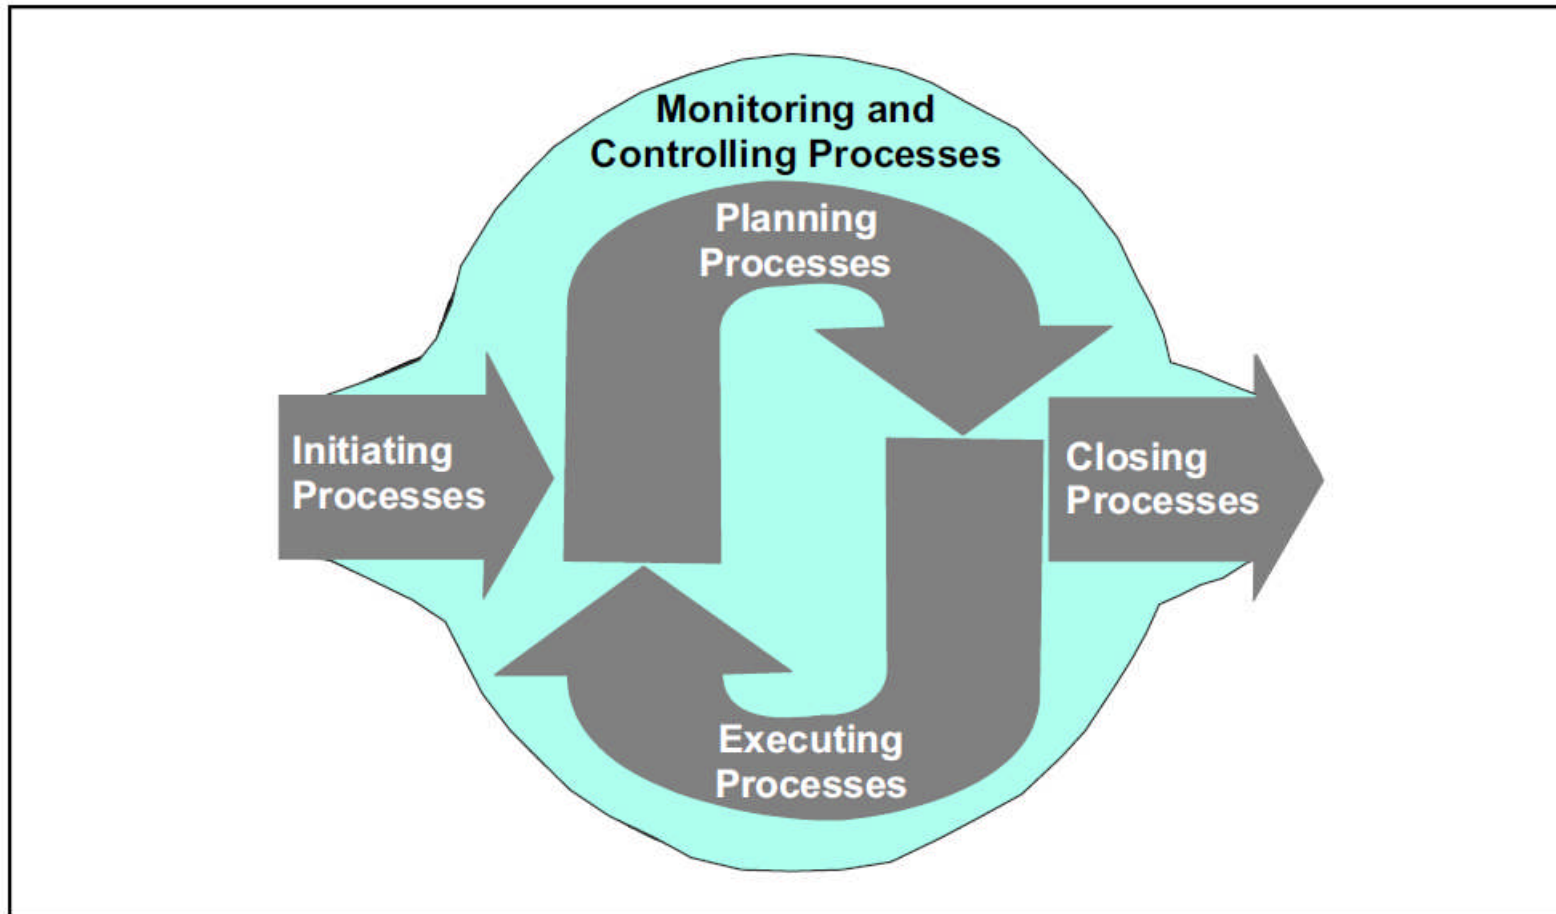 Monitoring and
Controlling Processes
Planning
Processes
Initiating
Processes
Closing
Processes
Executing
Processes